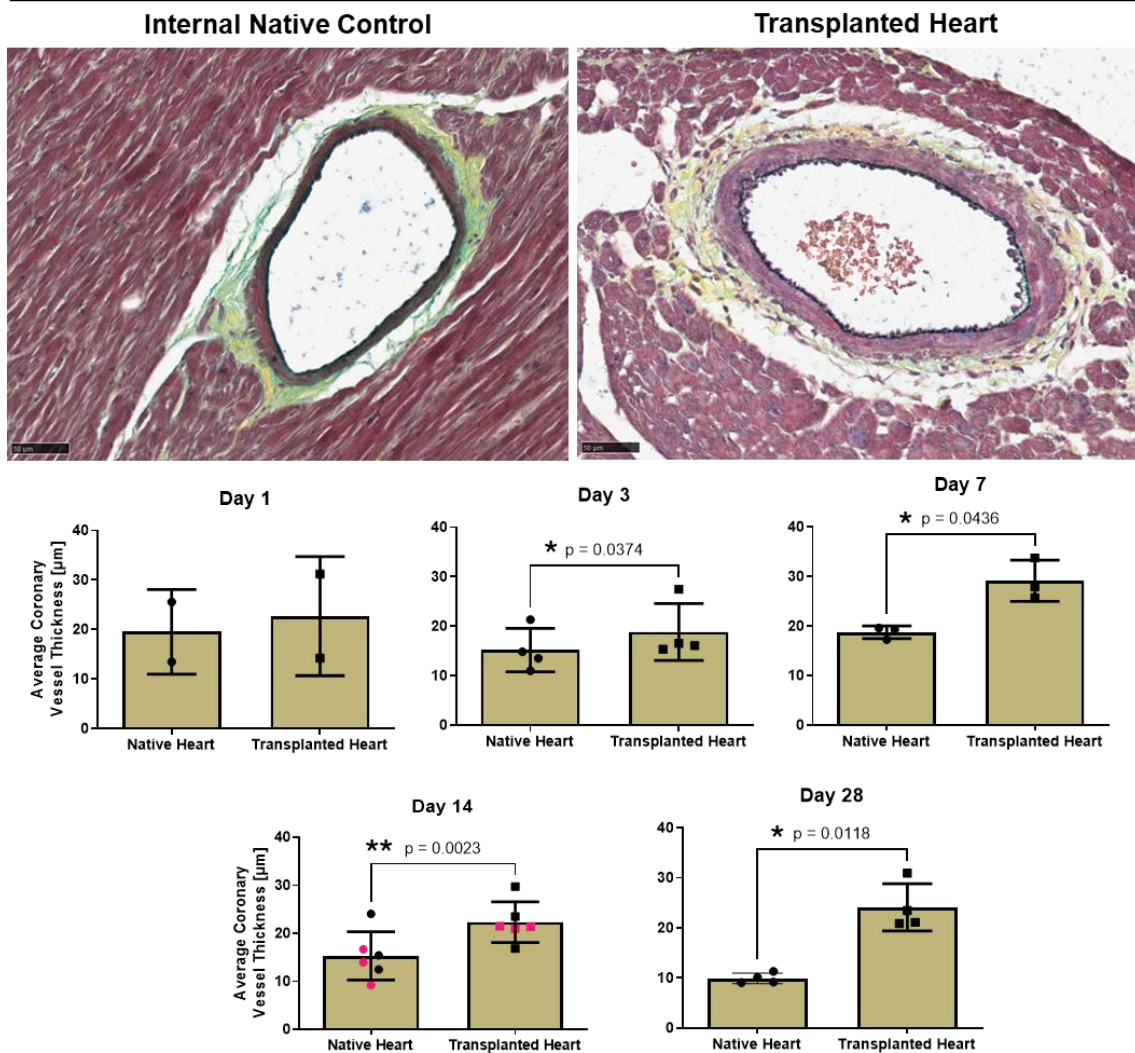 Internal Native Control
Transplanted Heart
50 µm
50 µm
Day 1
Average Coronary
Vessel Thickness [µm]
40
30
20
10
0
Native Heart
Transplanted Heart
Day 3
* p = 0.0374
40
30
20
10
0
Native Heart
Transplanted Heart
Day 7
* p = 0.0436
40
30
20
10
0
Native Heart
Transplanted Heart
Day 14
** p = 0.0023
Average Coronary
Vessel Thickness [µm]
40
30
20
10
0
Native Heart
Transplanted Heart
Day 28
* p = 0.0118
40
30
20
10
0
Native Heart
Transplanted Heart